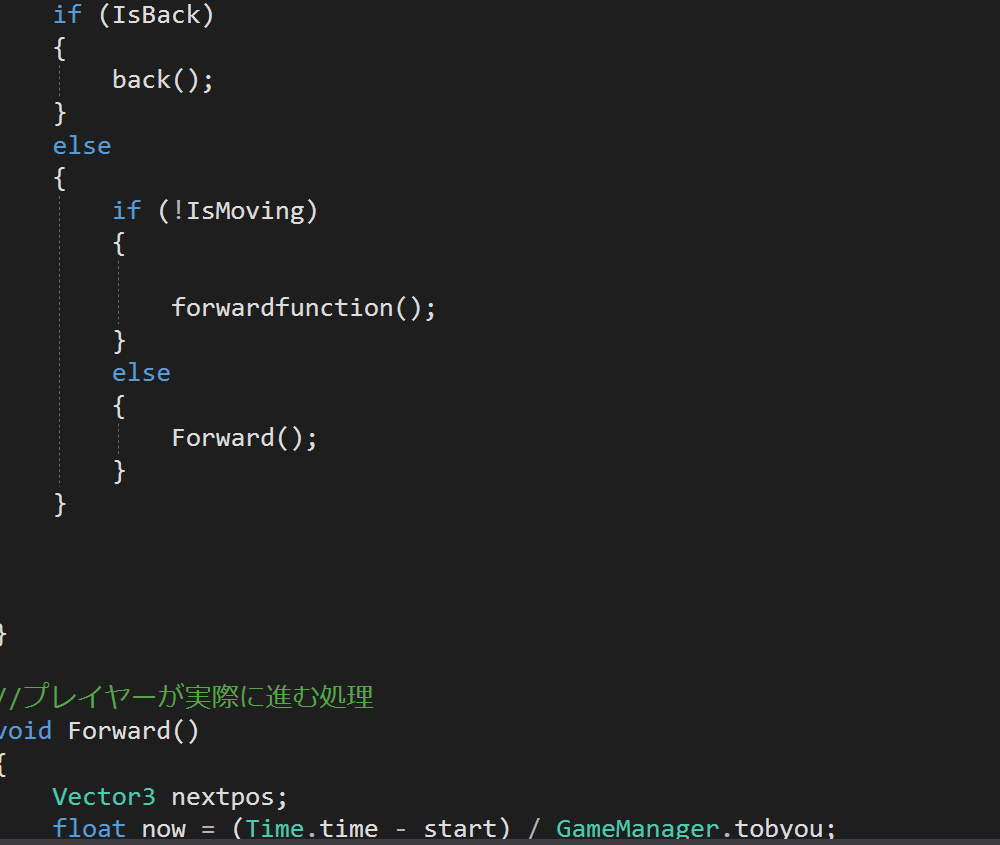 if (IsBack)
{
back();
}
else
{
if (!IsMoving)
{
forwardfunction();
}
else
{
Forward();
}
}
}
//プレイヤーが実際に進む処理
void Forward()
{
Vector3 nextpos;
float now = (Time.time - start) / GameManager.tobyou;